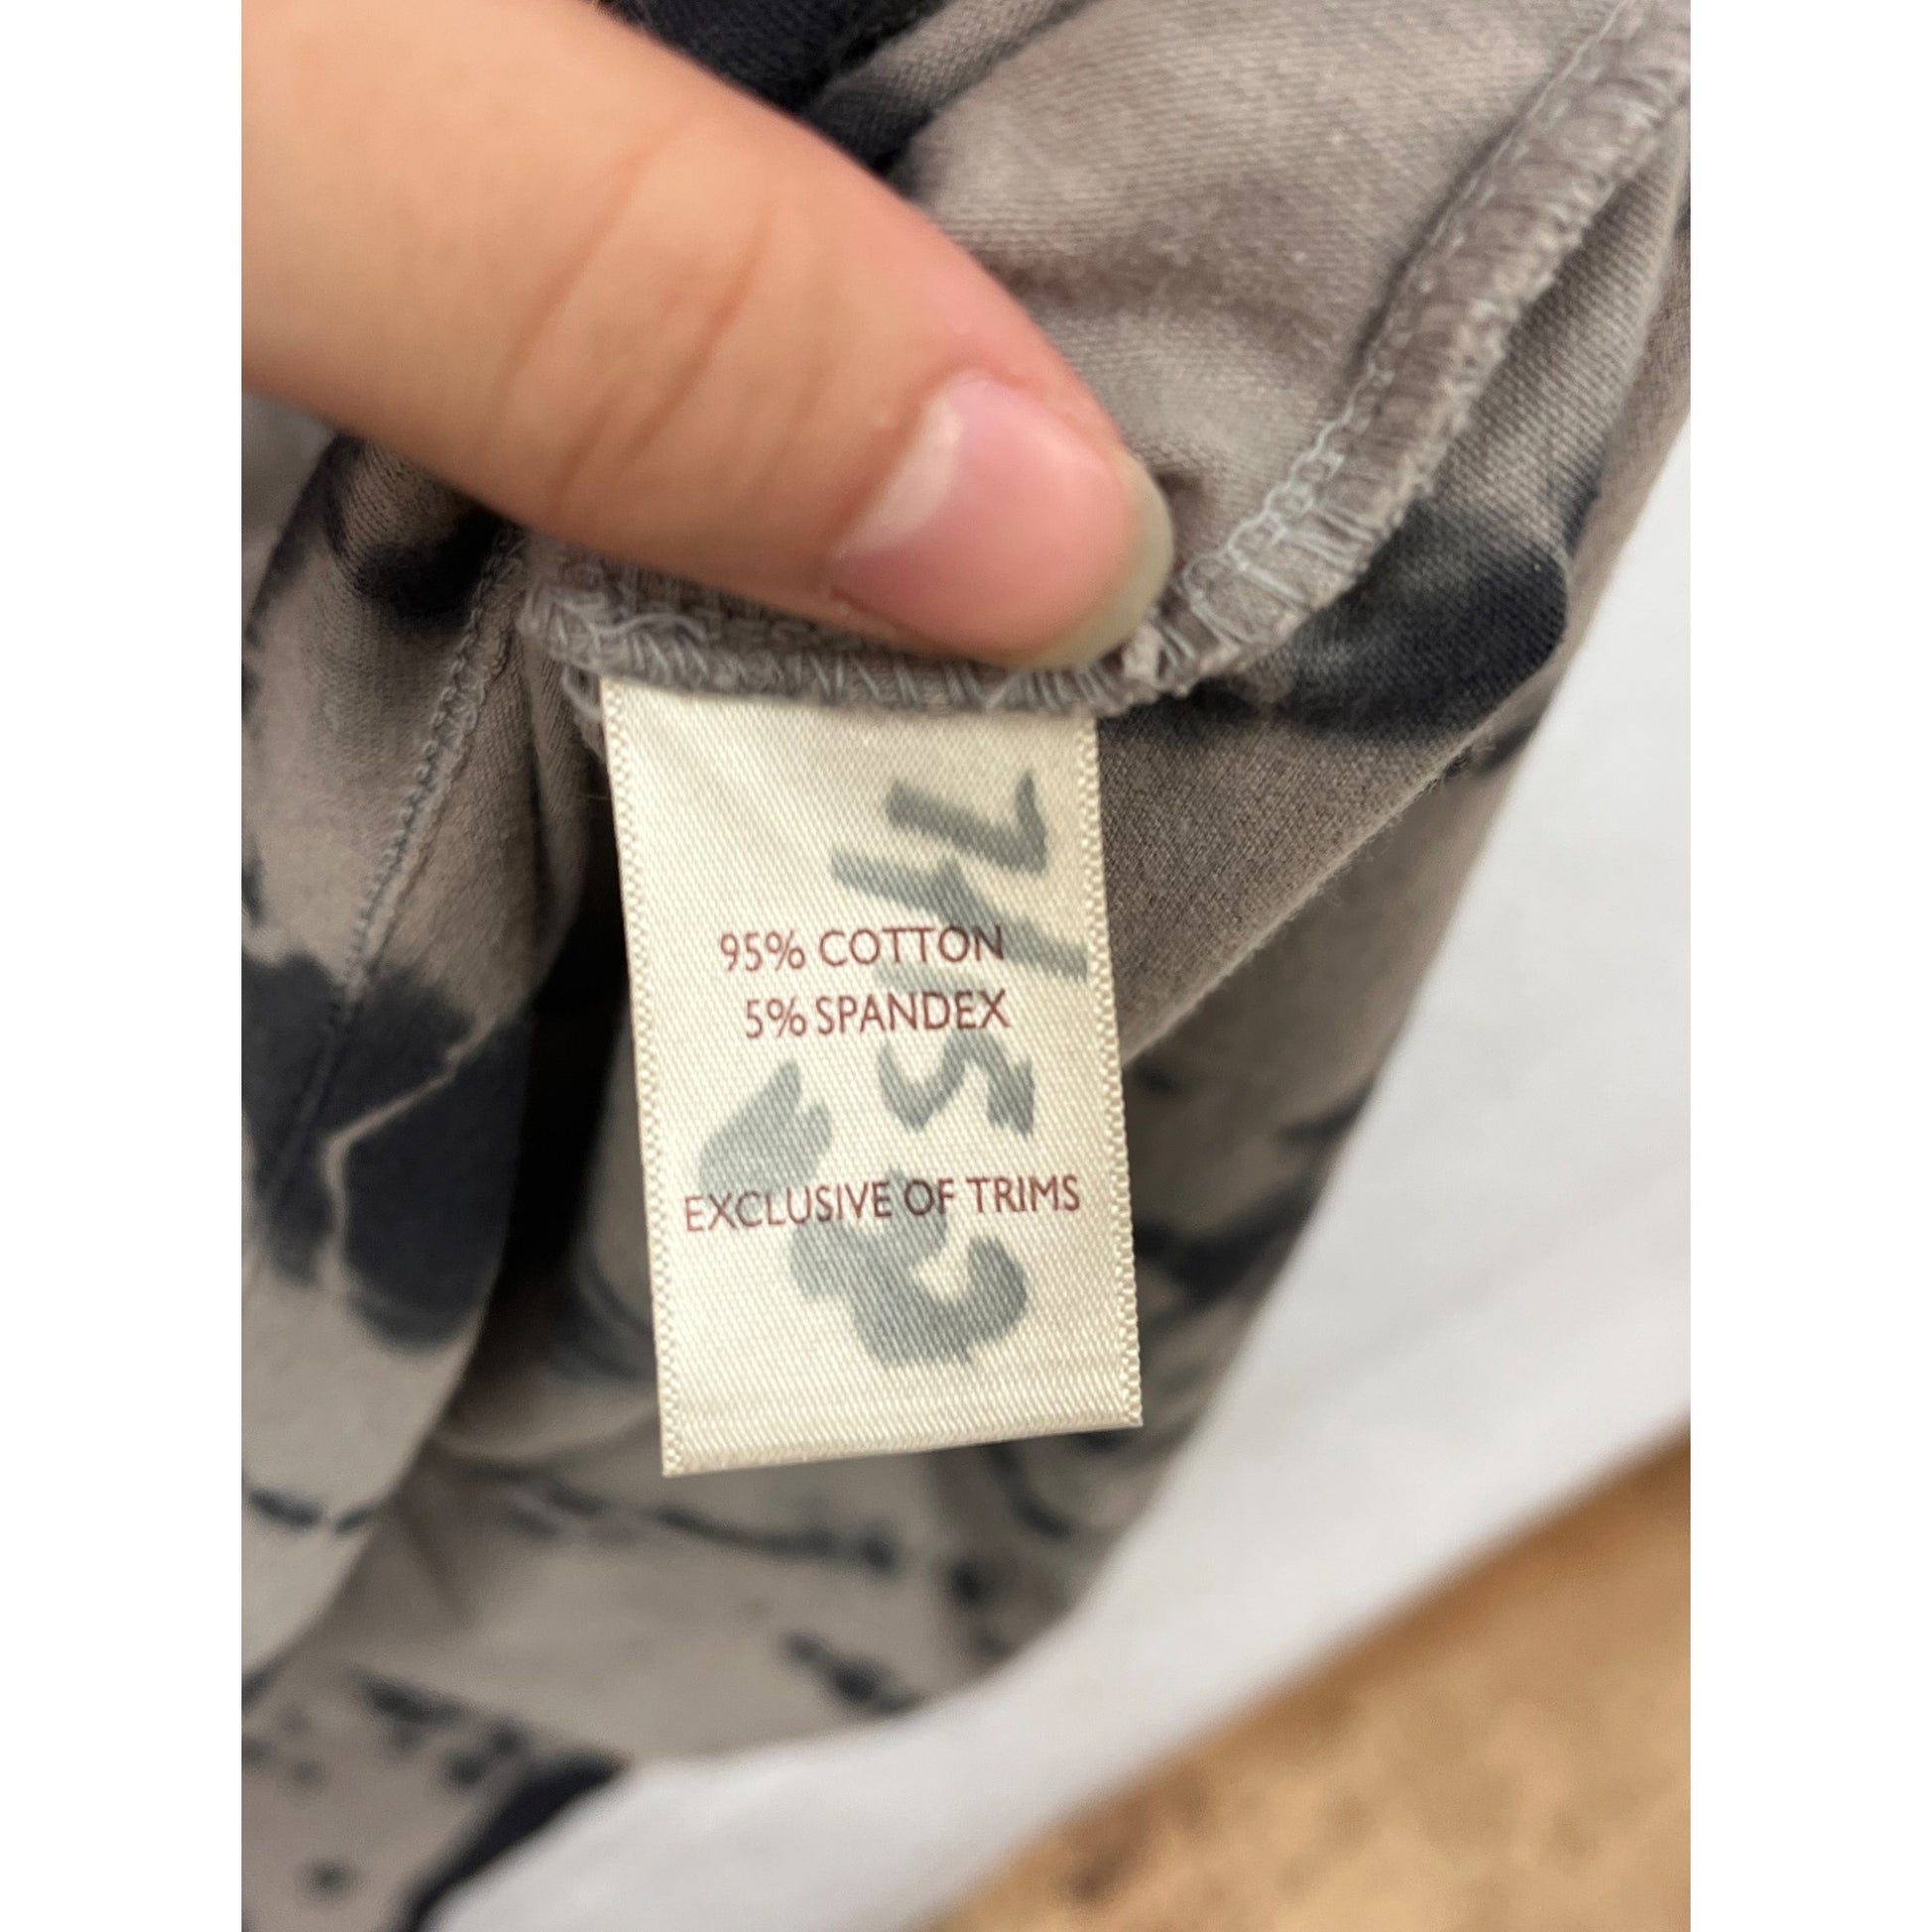 95% COTTON
5% SPANDEX
EXCLUSIVE OF TRIMS